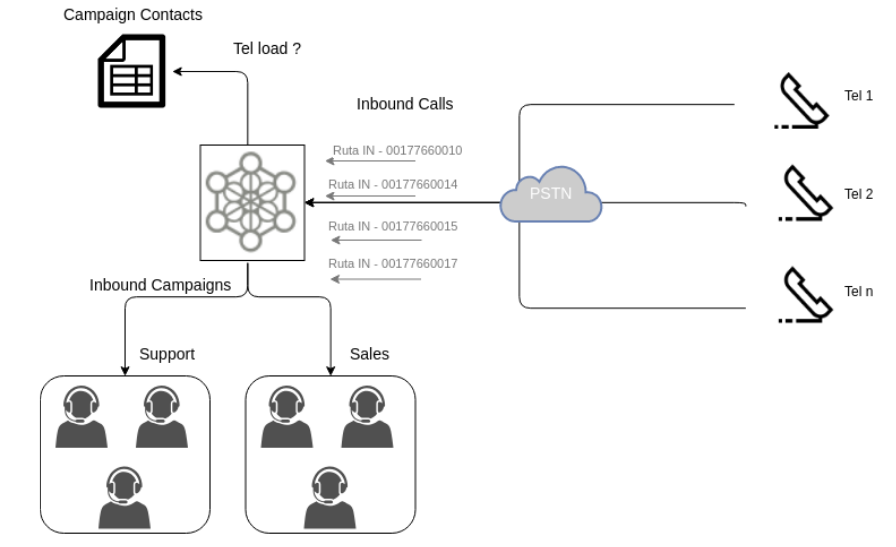 Campaign Contacts
Tel load ?
Inbound Calls
Tel 1
Ruta IN - 00177660010
Ruta IN - 00177660014
PSTN
Tel 2
Ruta IN - 00177660015
Ruta IN - 00177660017
Inbound Campaigns
Tel n
Support
Sales